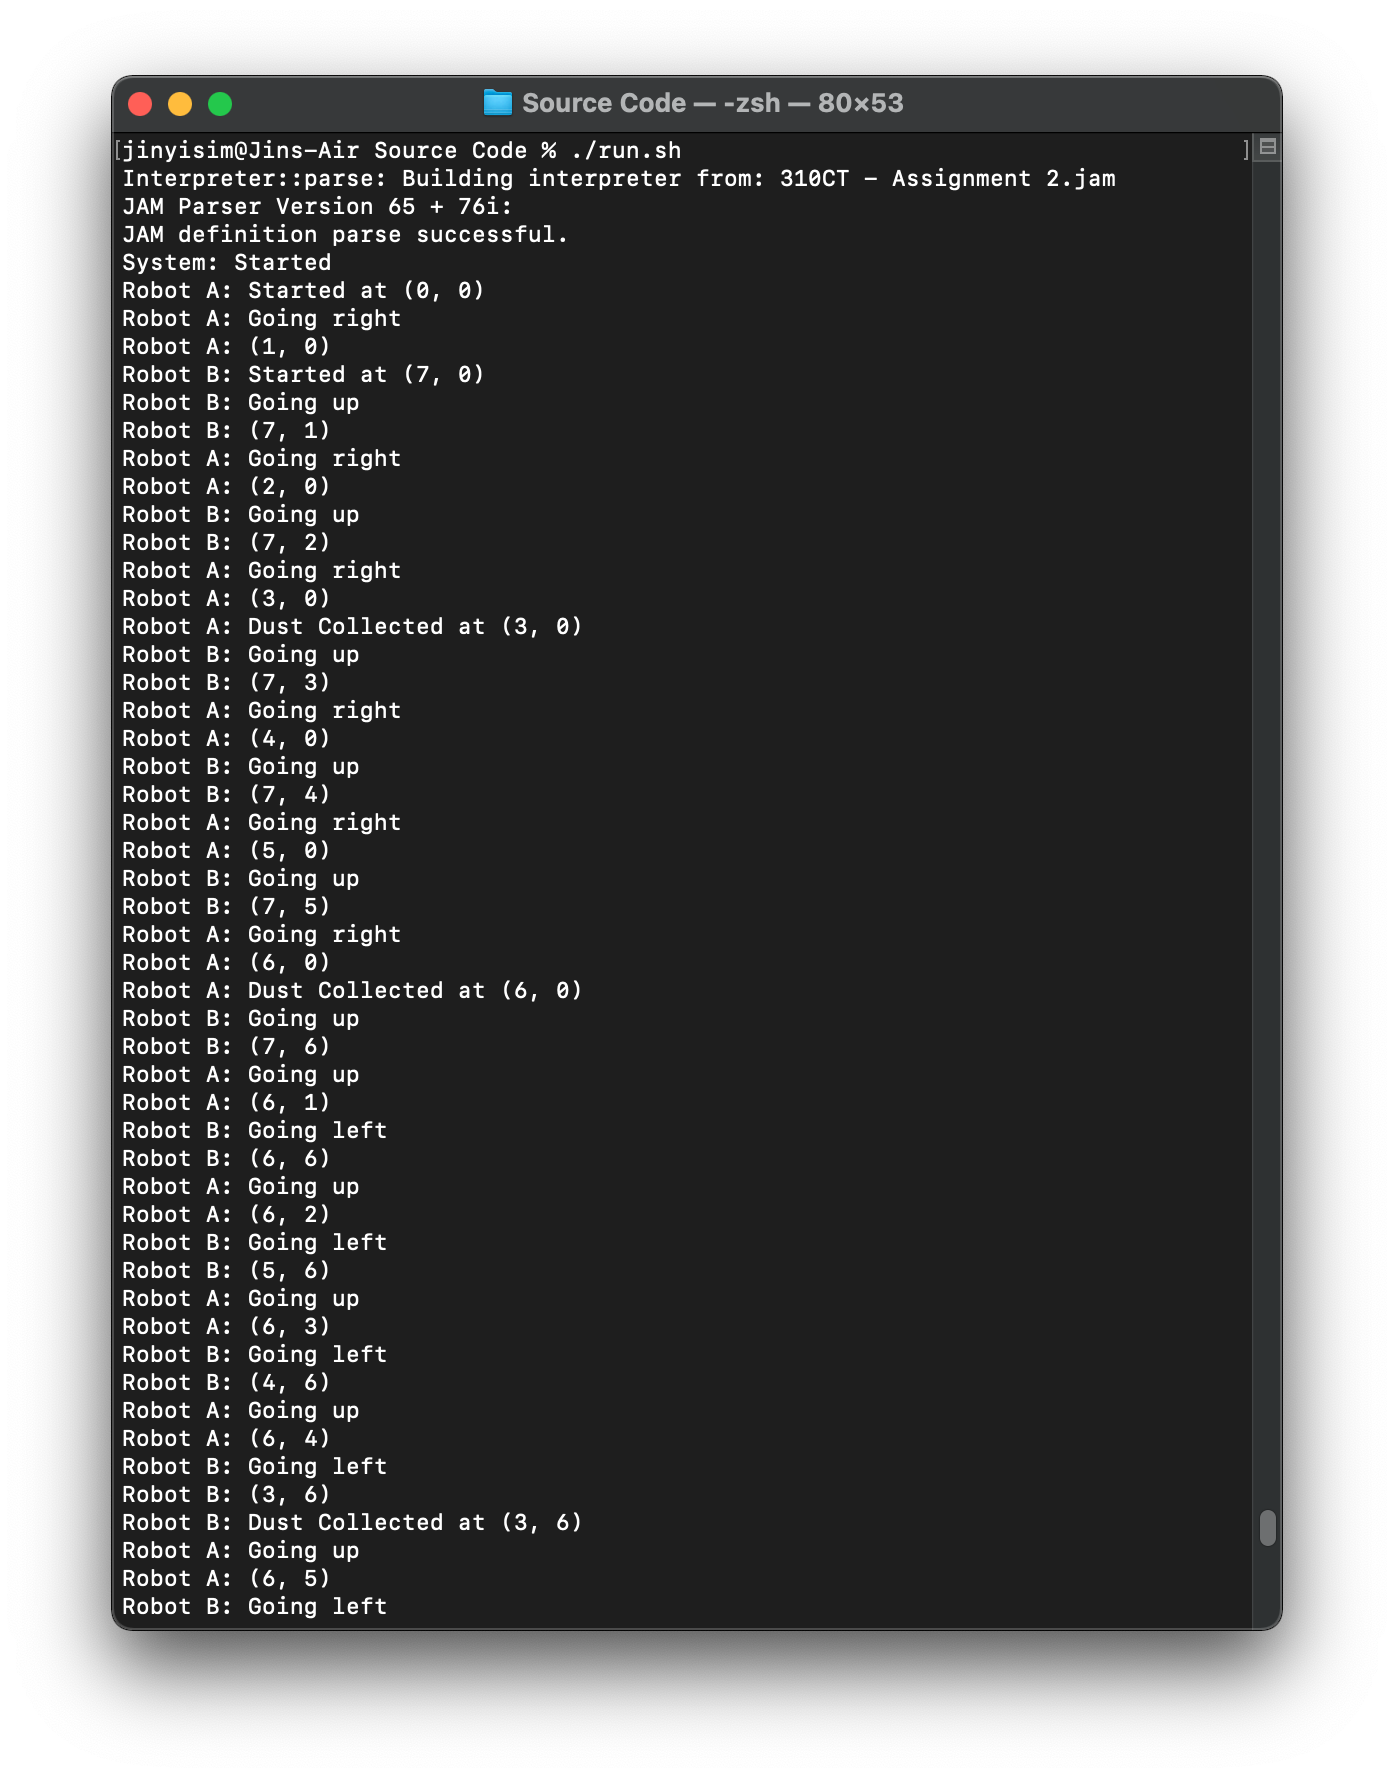 Source Code — -zsh — 80×53
[jinyisim@Jins-Air Source Code % ./run.sh ]
Interpreter::parse: Building interpreter from: 310CT - Assignment 2.jam
JAM Parser Version 65 + 76i:
JAM definition parse successful.
System: Started
Robot A: Started at (0, 0)
Robot A: Going right
Robot A: (1, 0)
Robot B: Started at (7, 0)
Robot B: Going up
Robot B: (7, 1)
Robot A: Going right
Robot A: (2, 0)
Robot B: Going up
Robot B: (7, 2)
Robot A: Going right
Robot A: (3, 0)
Robot A: Dust Collected at (3, 0)
Robot B: Going up
Robot B: (7, 3)
Robot A: Going right
Robot A: (4, 0)
Robot B: Going up
Robot B: (7, 4)
Robot A: Going right
Robot A: (5, 0)
Robot B: Going up
Robot B: (7, 5)
Robot A: Going right
Robot A: (6, 0)
Robot A: Dust Collected at (6, 0)
Robot B: Going up
Robot B: (7, 6)
Robot A: Going up
Robot A: (6, 1)
Robot B: Going left
Robot B: (6, 6)
Robot A: Going up
Robot A: (6, 2)
Robot B: Going left
Robot B: (5, 6)
Robot A: Going up
Robot A: (6, 3)
Robot B: Going left
Robot B: (4, 6)
Robot A: Going up
Robot A: (6, 4)
Robot B: Going left
Robot B: (3, 6)
Robot B: Dust Collected at (3, 6)
Robot A: Going up
Robot A: (6, 5)
Robot B: Going left